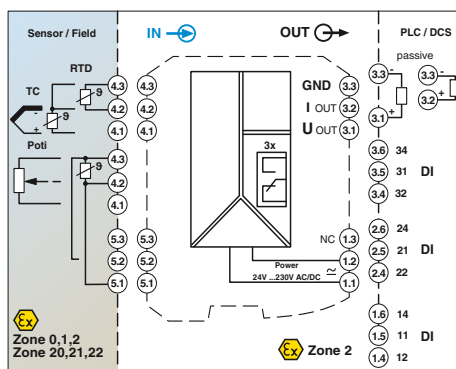 Sensor / Field
IN
OUT
PLC / DCS
RTD
passive
TC
-
+
ϑ
ϑ
4.3
4.2
4.1
4.3
4.2
4.1
GND 3.3
I OUT 3.2
U OUT 3.1
3.3 -
3.1 +
3.3 -
3.2 +
Poti
ϑ
4.3
4.2
4.1
3x
3.6 34
3.5 31 DI
3.4 32
5.3
5.2
5.1
5.3
5.2
5.1
NC 1.3
Power 1.2
24V ...230V AC/DC 1.1
2.6 24
2.5 21 DI
2.4 22
Ex
Zone 0,1,2
Zone 20,21,22
Ex Zone 2
1.6 14
1.5 11 DI
1.4 12